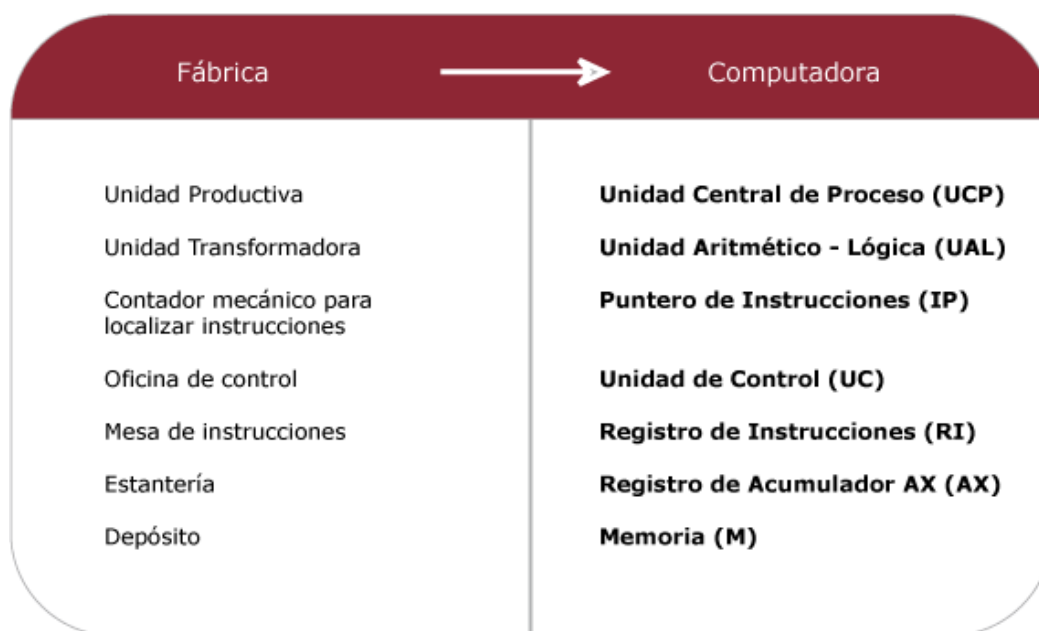 Fábrica
Computadora
Unidad Productiva
Unidad Central de Proceso (UCP)
Unidad Transformadora
Unidad Aritmético - Lógica (UAL)
Contador mecánico para
localizar instrucciones
Puntero de Instrucciones (IP)
Oficina de control
Unidad de Control (UC)
Mesa de instrucciones
Registro de Instrucciones (RI)
Estantería
Registro de Acumulador AX (AX)
Depósito
Memoria (M)